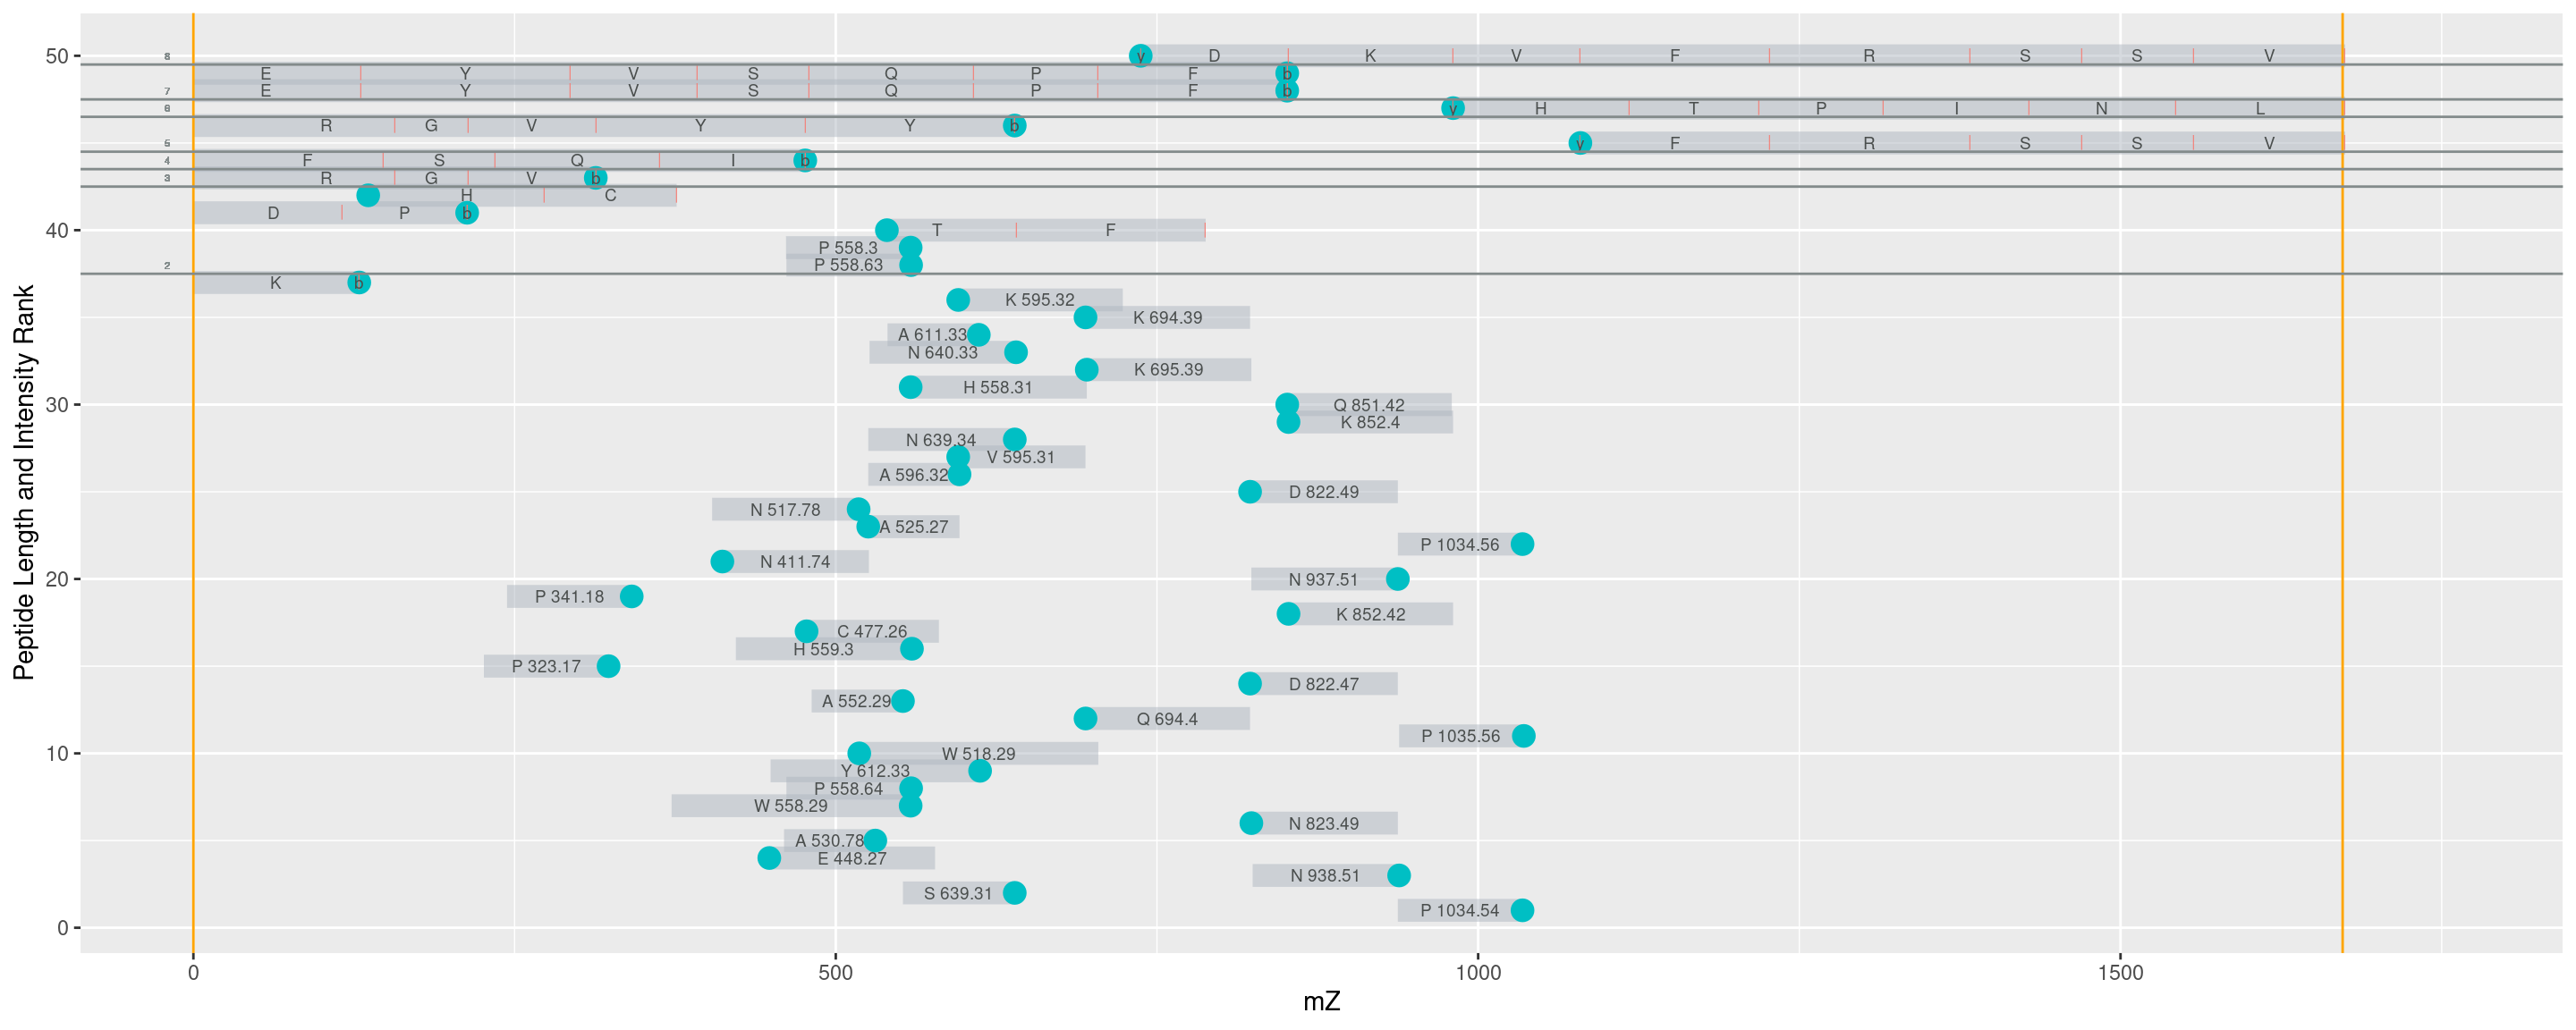 50
8
v D K V F R S S V
E Y V S Q P F b
7
E Y V S Q P F b
6
v H T P I N L
R G V Y Y b
5
v F R S S V
4
F S Q I b
3
R G V b
H C
D P b
40
T F
P 558.3
2
P 558.63
K b
K 595.32
K 694.39
A 611.33
N 640.33
K 695.39
H 558.31
30
Q 851.42
K 852.4
N 639.34
V 595.31
A 596.32
D 822.49
N 517.78
A 525.27
P 1034.56
N 411.74
20
N 937.51
P 341.18
K 852.42
C 477.26
H 559.3
P 323.17
D 822.47
A 552.29
Q 694.4
P 1035.56
10
W 518.29
Y 612.33
P 558.64
W 558.29
N 823.49
A 530.78
E 448.27
N 938.51
S 639.31
P 1034.54
0
0 500 1000 1500
mZ
Peptide Length and Intensity Rank